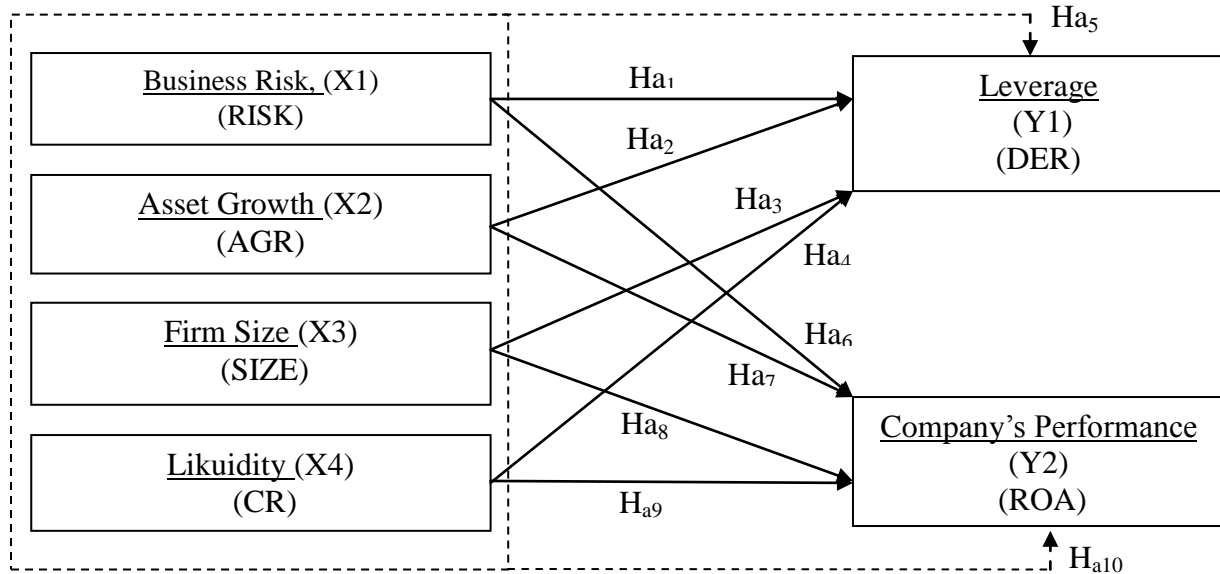 Ha₅
Business Risk, (X1)
(RISK)
Ha₁
Leverage
(Y1)
(DER)
Ha₂
Asset Growth (X2)
(AGR)
Ha₃
Ha₄
Firm Size (X3)
(SIZE)
Ha₆
Ha₇
Ha₈
Company’s Performance
(Y2)
(ROA)
Likuidity (X4)
(CR)
Hₐ₉
Hₐ₁₀